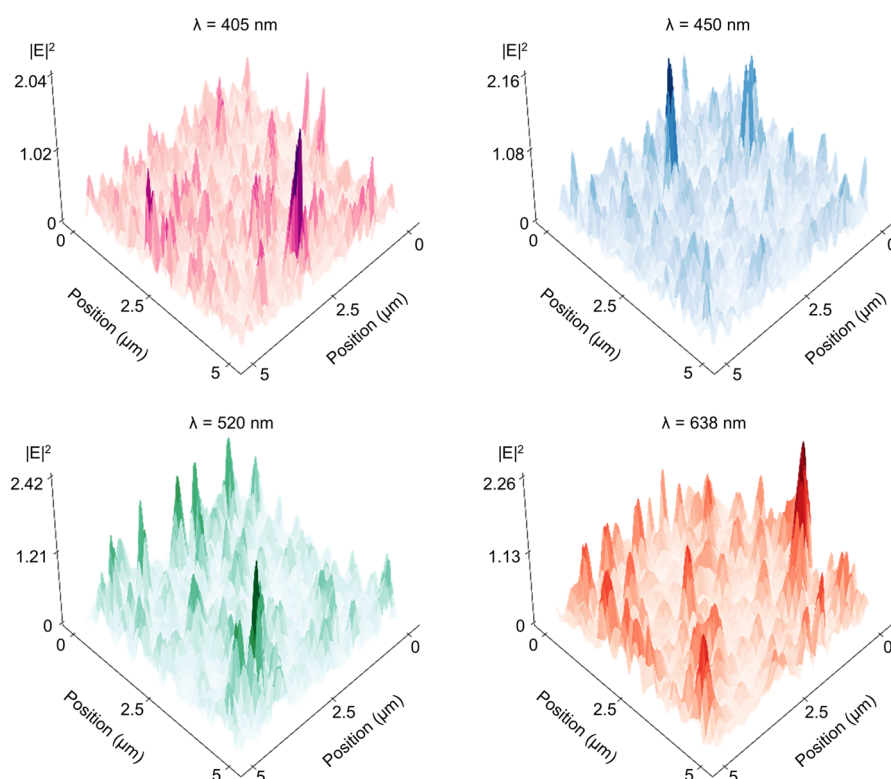 λ = 405 nm
|E|²
2.04
1.02
0
0
2.5
5
Position (μm)
0
2.5
5
Position (μm)
λ = 450 nm
|E|²
2.16
1.08
0
0
2.5
5
Position (μm)
0
2.5
5
Position (μm)
λ = 520 nm
|E|²
2.42
1.21
0
0
2.5
5
Position (μm)
0
2.5
5
Position (μm)
λ = 638 nm
|E|²
2.26
1.13
0
0
2.5
5
Position (μm)
0
2.5
5
Position (μm)